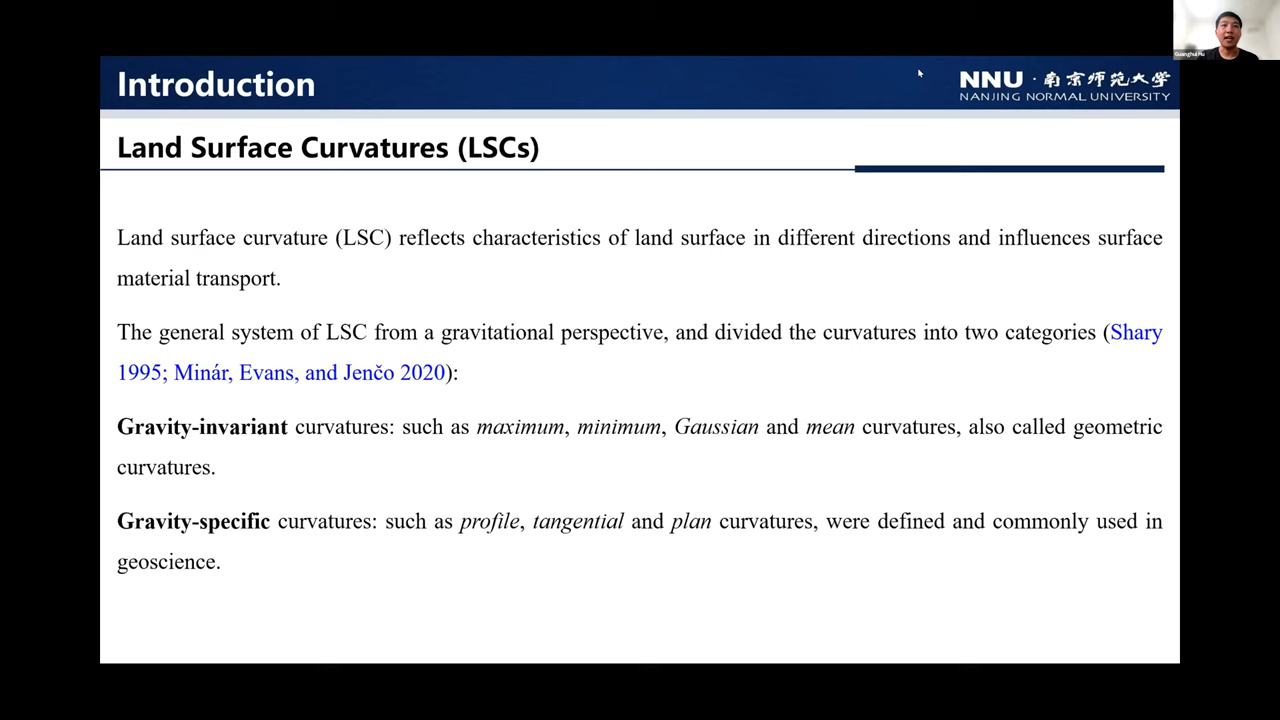 Introduction
NNU · 南京师范大学
NANJING NORMAL UNIVERSITY
Guanghui Hu
Land Surface Curvatures (LSCs)
Land surface curvature (LSC) reflects characteristics of land surface in different directions and influences surface
material transport.
The general system of LSC from a gravitational perspective, and divided the curvatures into two categories (Shary
1995; Minár, Evans, and Jenčo 2020):
Gravity-invariant curvatures: such as maximum, minimum, Gaussian and mean curvatures, also called geometric
curvatures.
Gravity-specific curvatures: such as profile, tangential and plan curvatures, were defined and commonly used in
geoscience.